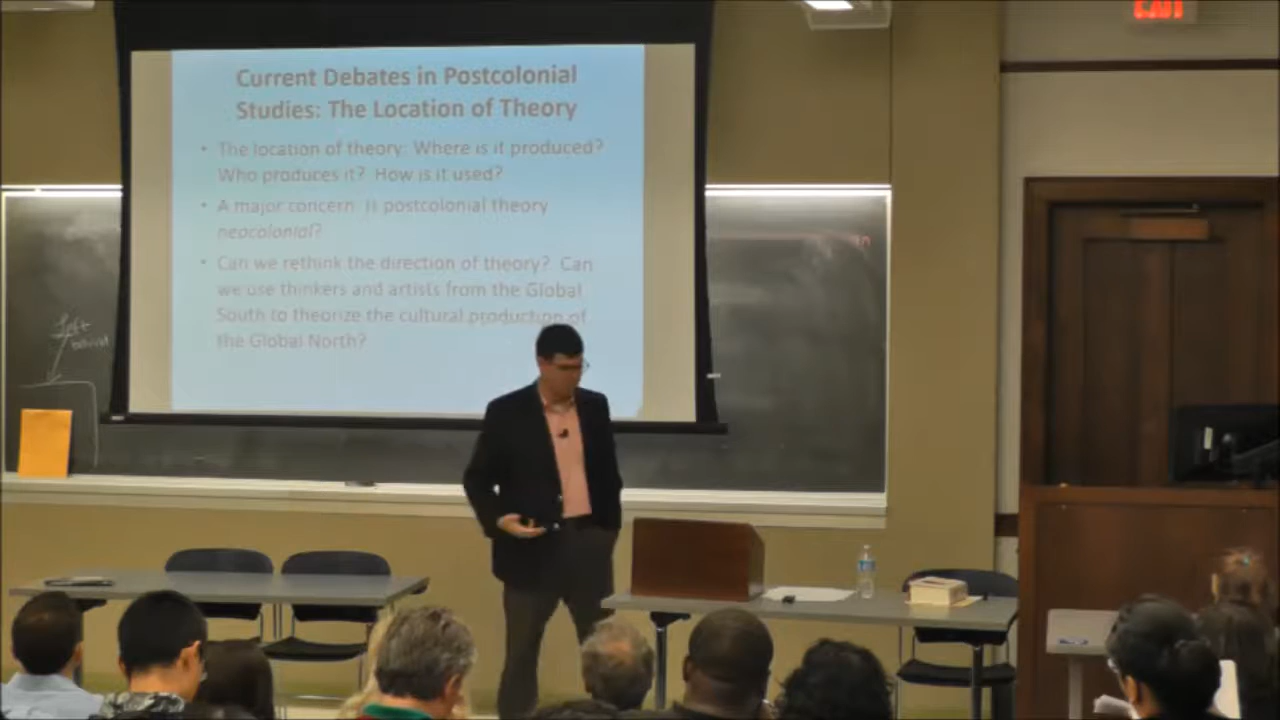 EXIT
Current Debates in Postcolonial
Studies: The Location of Theory
• The location of theory: Where is it produced?
Who produces it? How is it used?
• A major concern: Is postcolonial theory
neocolonial?
• Can we rethink the direction of theory? Can
we use thinkers and artists from the Global
South to theorize the cultural production of
the Global North?
Left
behind